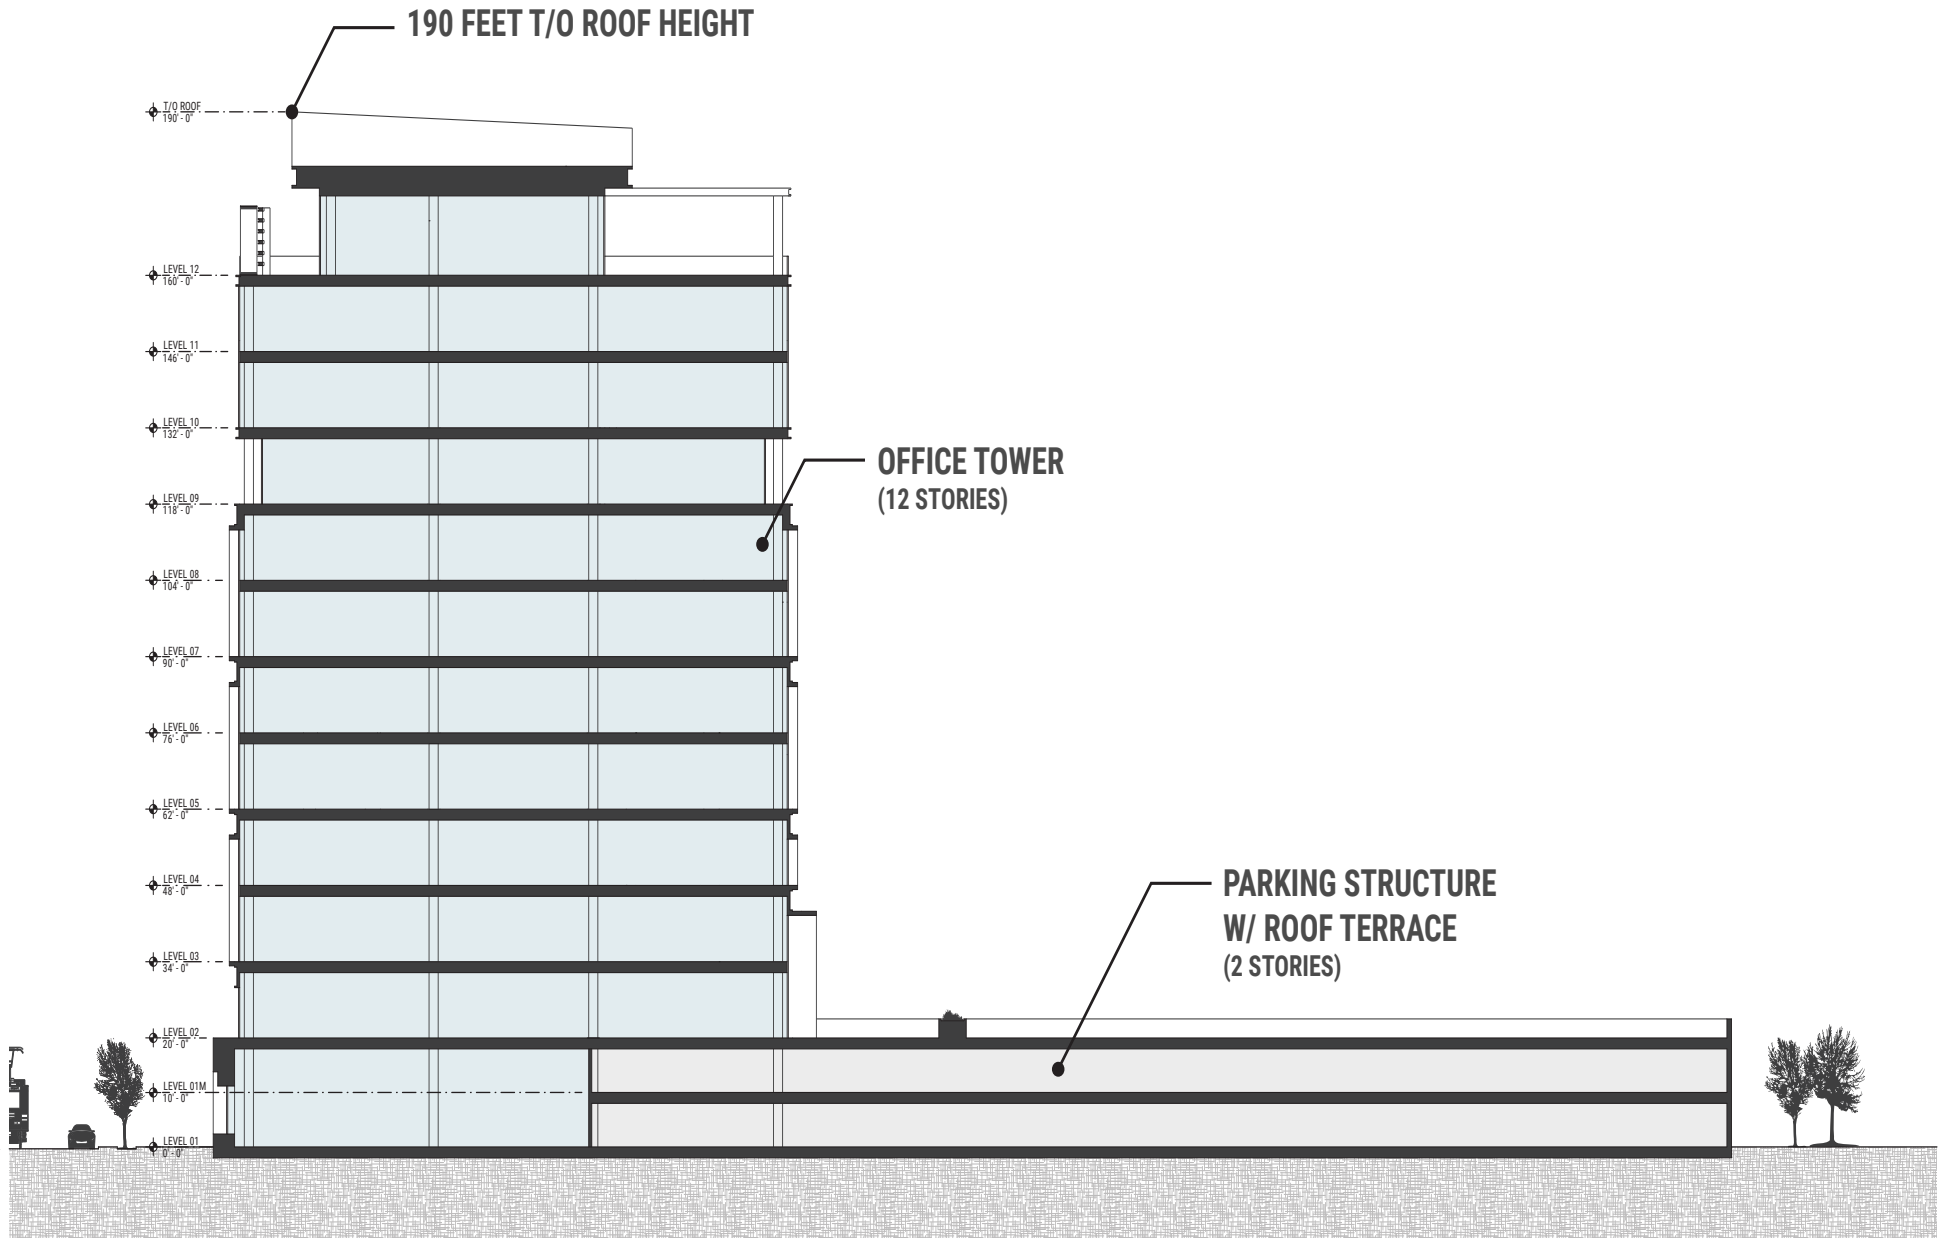 190 FEET T/O ROOF HEIGHT
T/O ROOF
190' - 0"
LEVEL 12
160' - 0"
LEVEL 11
146' - 0"
LEVEL 10
132' - 0"
OFFICE TOWER
(12 STORIES)
LEVEL 09
118' - 0"
LEVEL 08
104' - 0"
LEVEL 07
90' - 0"
LEVEL 06
76' - 0"
LEVEL 05
62' - 0"
LEVEL 04
48' - 0"
PARKING STRUCTURE
W/ ROOF TERRACE
(2 STORIES)
LEVEL 03
34' - 0"
LEVEL 02
20' - 0"
LEVEL 01M
10' - 0"
LEVEL 01
0' - 0"